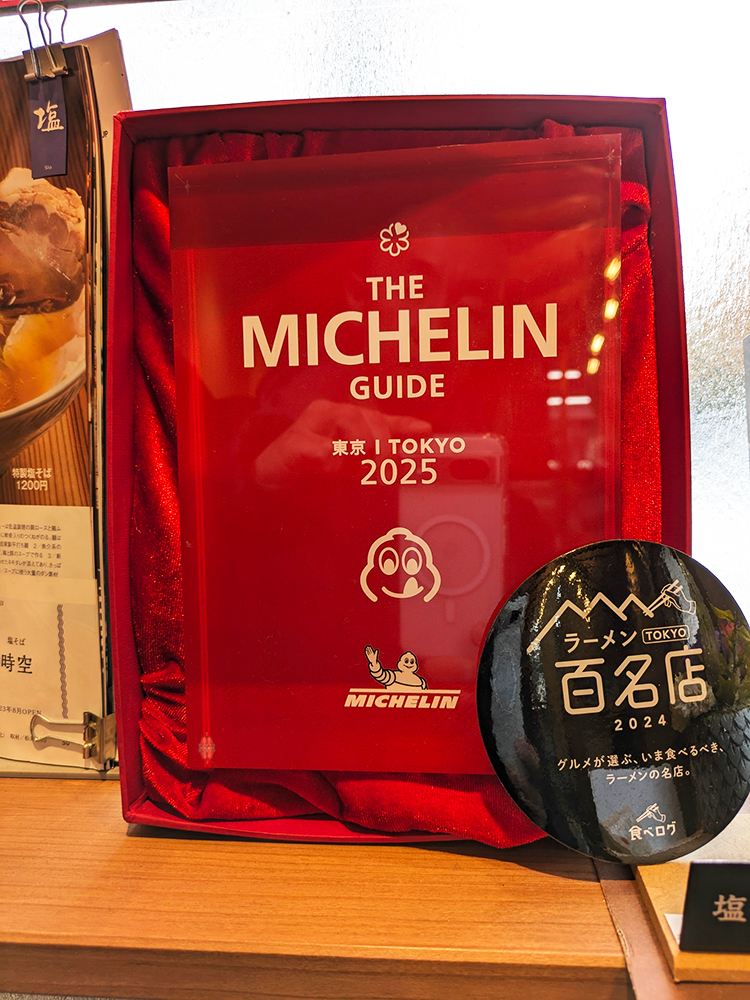 塩
特製塩そば
1200円
塩そば
時空
THE
MICHELIN
GUIDE
東京 | TOKYO
2025
MICHELIN
ラーメン TOKYO
百名店
2024
グルメが選ぶ、いま食べるべき、
ラーメンの名店。
食べログ
塩